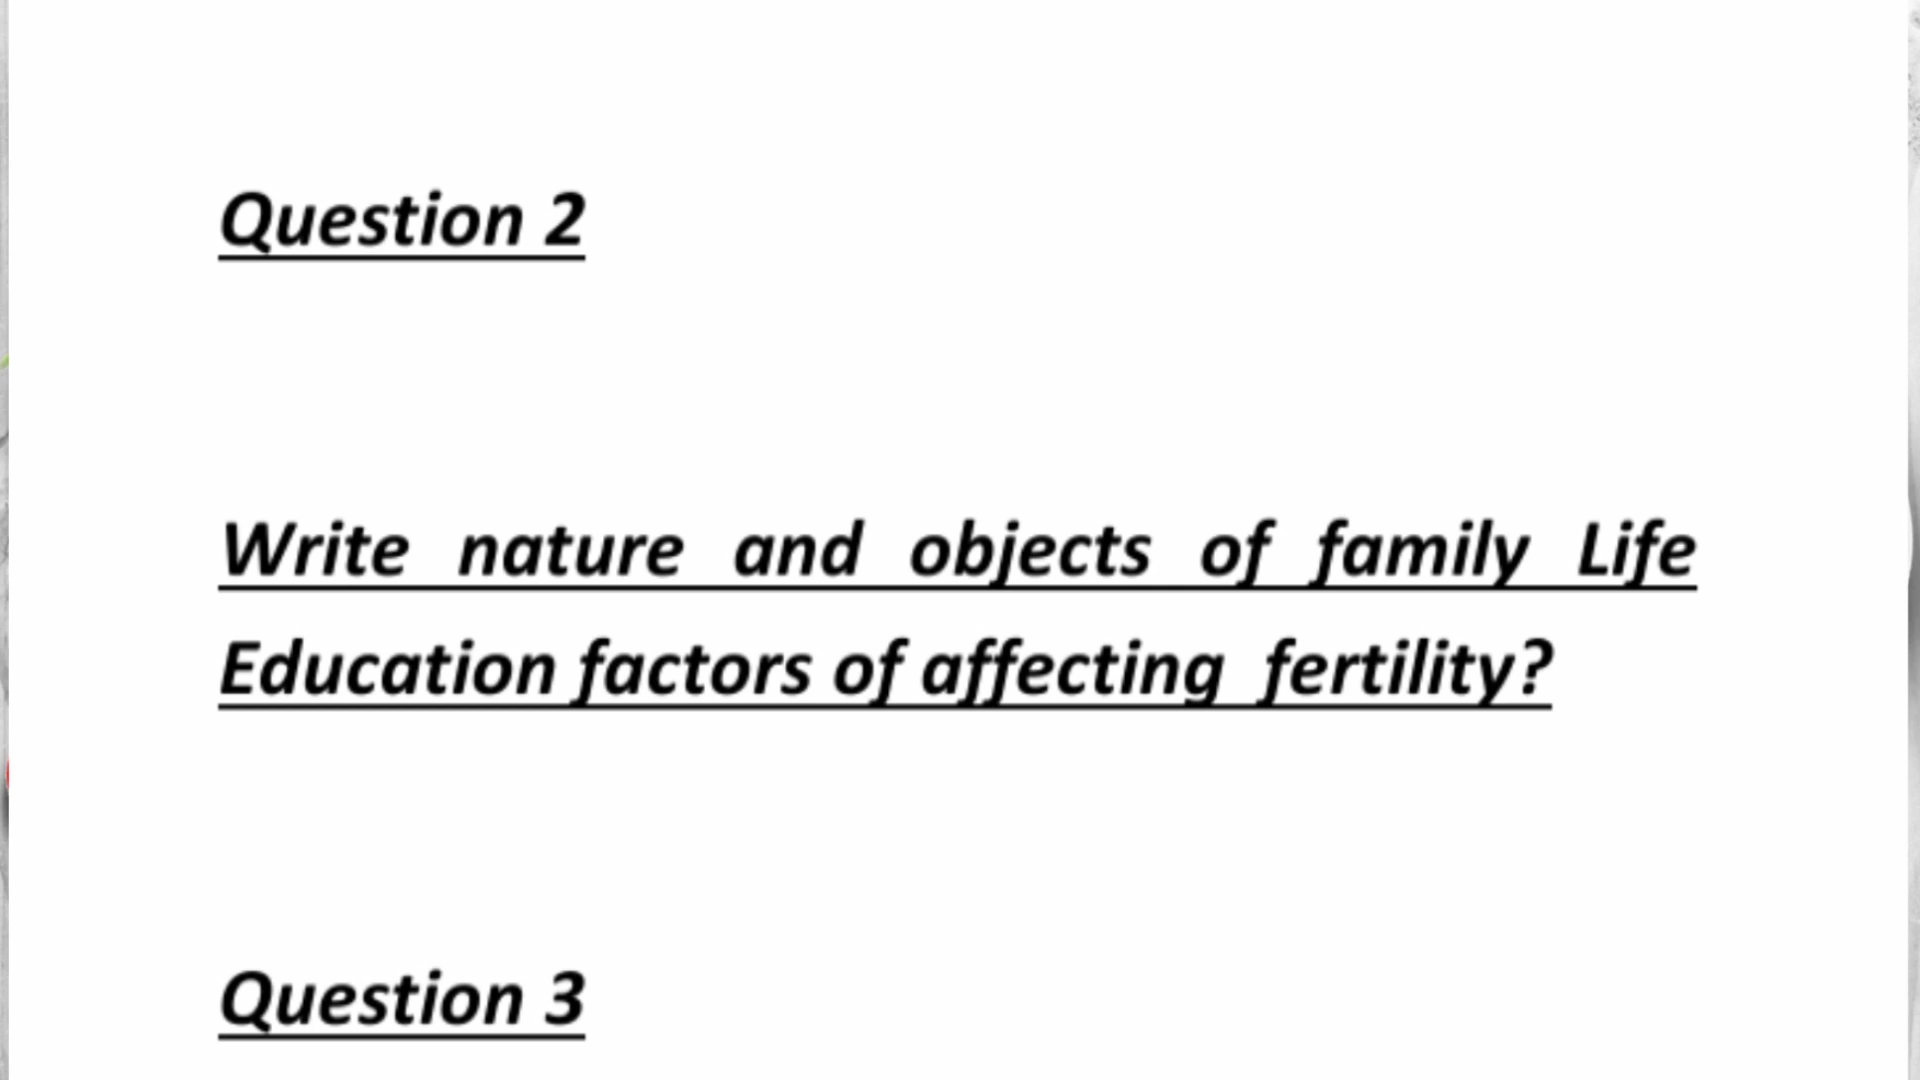 Question 2
Write nature and objects of family Life
Education factors of affecting fertility?
Question 3